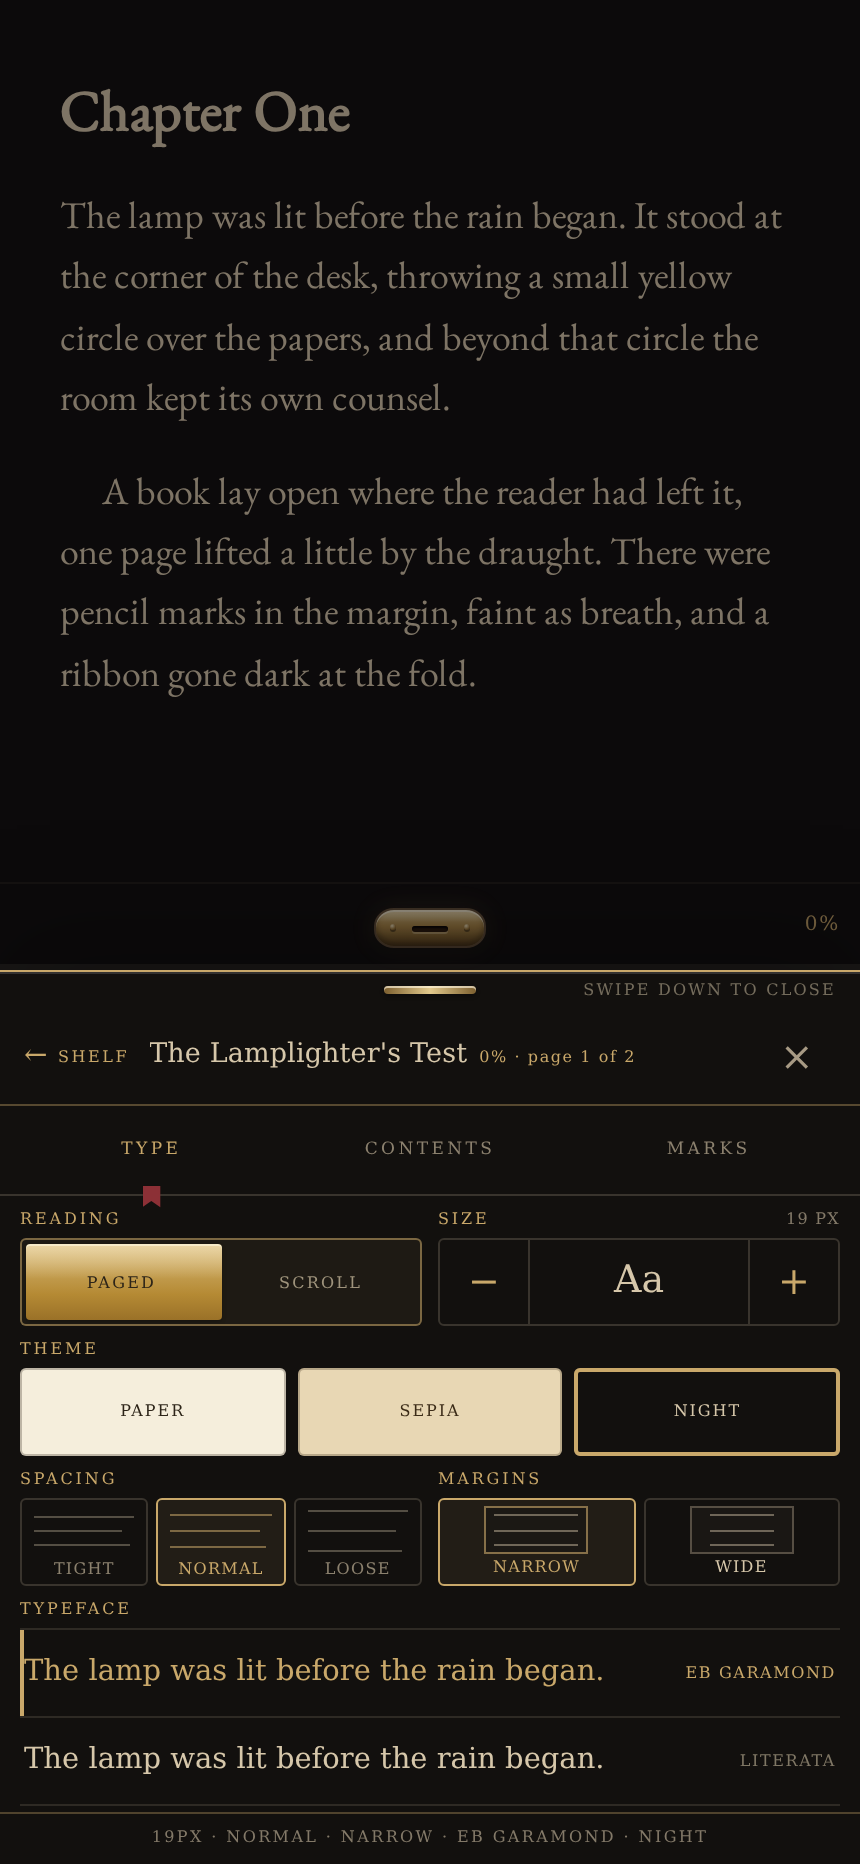 Chapter One
The lamp was lit before the rain began. It stood at
the corner of the desk, throwing a small yellow
circle over the papers, and beyond that circle the
room kept its own counsel.
A book lay open where the reader had left it,
one page lifted a little by the draught. There were
pencil marks in the margin, faint as breath, and a
ribbon gone dark at the fold.
0%
SWIPE DOWN TO CLOSE
← SHELF The Lamplighter's Test 0% · page 1 of 2 ×
TYPE CONTENTS MARKS
READING SIZE 19 PX
PAGED SCROLL − Aa +
THEME
PAPER SEPIA NIGHT
SPACING MARGINS
TIGHT NORMAL LOOSE NARROW WIDE
TYPEFACE
The lamp was lit before the rain began. EB GARAMOND
The lamp was lit before the rain began. LITERATA
19PX · NORMAL · NARROW · EB GARAMOND · NIGHT